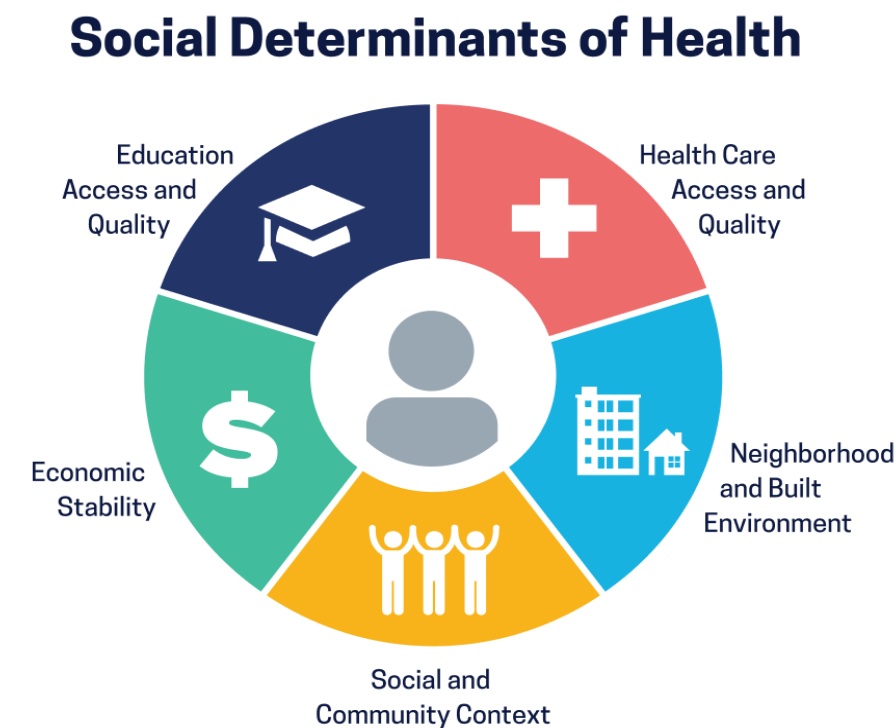 Social Determinants of Health
Education
Access and
Quality
Health Care
Access and
Quality
Economic
Stability
Neighborhood
and Built
Environment
Social and
Community Context